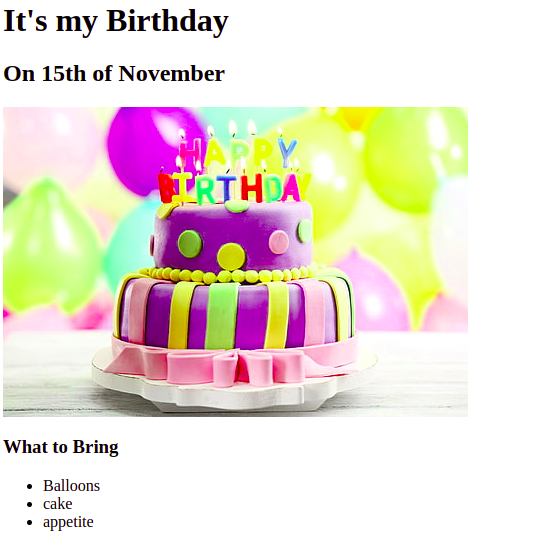 It's my Birthday
On 15th of November
HAPPY
BIRTHDAY
What to Bring
Balloons
cake
appetite